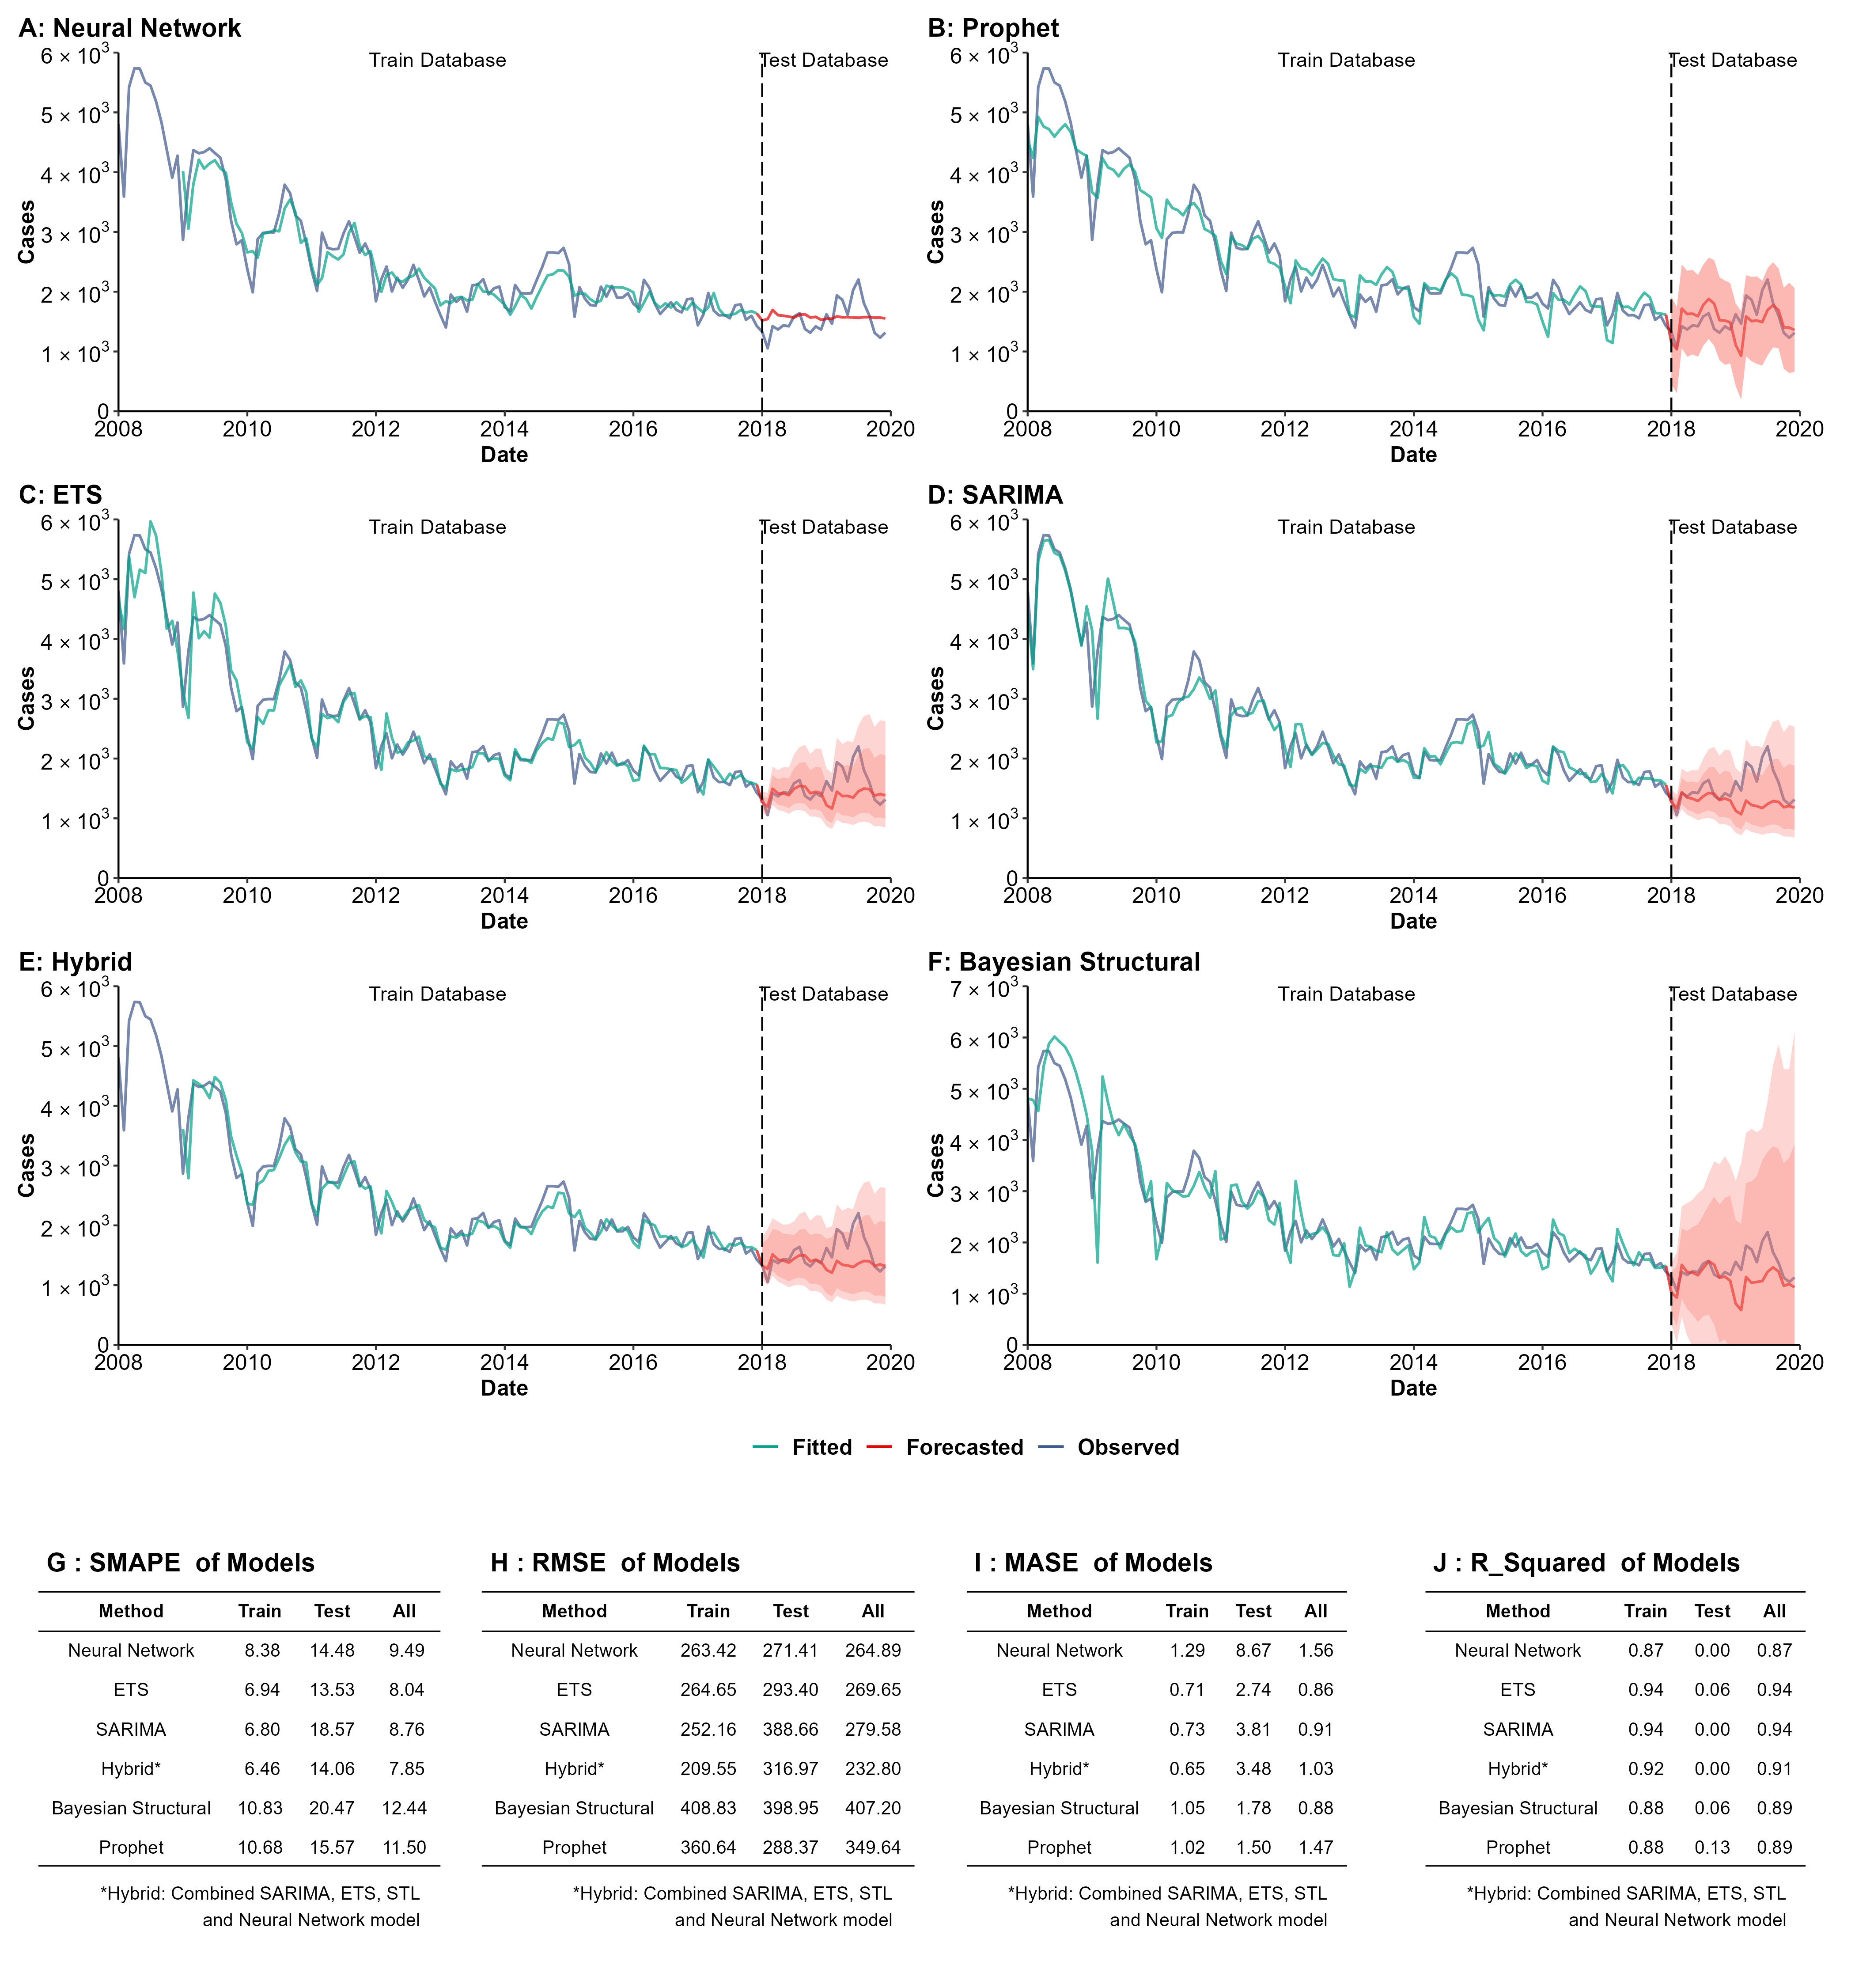 A: Neural Network
Train Database
Test Database
6 × 10³
5 × 10³
4 × 10³
3 × 10³
2 × 10³
1 × 10³
0
Cases
2008 2010 2012 2014 2016 2018 2020
Date
B: Prophet
Train Database
Test Database
6 × 10³
5 × 10³
4 × 10³
3 × 10³
2 × 10³
1 × 10³
0
Cases
2008 2010 2012 2014 2016 2018 2020
Date
C: ETS
Train Database
Test Database
6 × 10³
5 × 10³
4 × 10³
3 × 10³
2 × 10³
1 × 10³
0
Cases
2008 2010 2012 2014 2016 2018 2020
Date
D: SARIMA
Train Database
Test Database
6 × 10³
5 × 10³
4 × 10³
3 × 10³
2 × 10³
1 × 10³
0
Cases
2008 2010 2012 2014 2016 2018 2020
Date
E: Hybrid
Train Database
Test Database
6 × 10³
5 × 10³
4 × 10³
3 × 10³
2 × 10³
1 × 10³
0
Cases
2008 2010 2012 2014 2016 2018 2020
Date
F: Bayesian Structural
Train Database
Test Database
7 × 10³
6 × 10³
5 × 10³
4 × 10³
3 × 10³
2 × 10³
1 × 10³
0
Cases
2008 2010 2012 2014 2016 2018 2020
Date
Fitted Forecasted Observed
G : SMAPE of Models
Method Train Test All
Neural Network 8.38 14.48 9.49
ETS 6.94 13.53 8.04
SARIMA 6.80 18.57 8.76
Hybrid* 6.46 14.06 7.85
Bayesian Structural 10.83 20.47 12.44
Prophet 10.68 15.57 11.50
*Hybrid: Combined SARIMA, ETS, STL
and Neural Network model
H : RMSE of Models
Method Train Test All
Neural Network 263.42 271.41 264.89
ETS 264.65 293.40 269.65
SARIMA 252.16 388.66 279.58
Hybrid* 209.55 316.97 232.80
Bayesian Structural 408.83 398.95 407.20
Prophet 360.64 288.37 349.64
*Hybrid: Combined SARIMA, ETS, STL
and Neural Network model
I : MASE of Models
Method Train Test All
Neural Network 1.29 8.67 1.56
ETS 0.71 2.74 0.86
SARIMA 0.73 3.81 0.91
Hybrid* 0.65 3.48 1.03
Bayesian Structural 1.05 1.78 0.88
Prophet 1.02 1.50 1.47
*Hybrid: Combined SARIMA, ETS, STL
and Neural Network model
J : R_Squared of Models
Method Train Test All
Neural Network 0.87 0.00 0.87
ETS 0.94 0.06 0.94
SARIMA 0.94 0.00 0.94
Hybrid* 0.92 0.00 0.91
Bayesian Structural 0.88 0.06 0.89
Prophet 0.88 0.13 0.89
*Hybrid: Combined SARIMA, ETS, STL
and Neural Network model